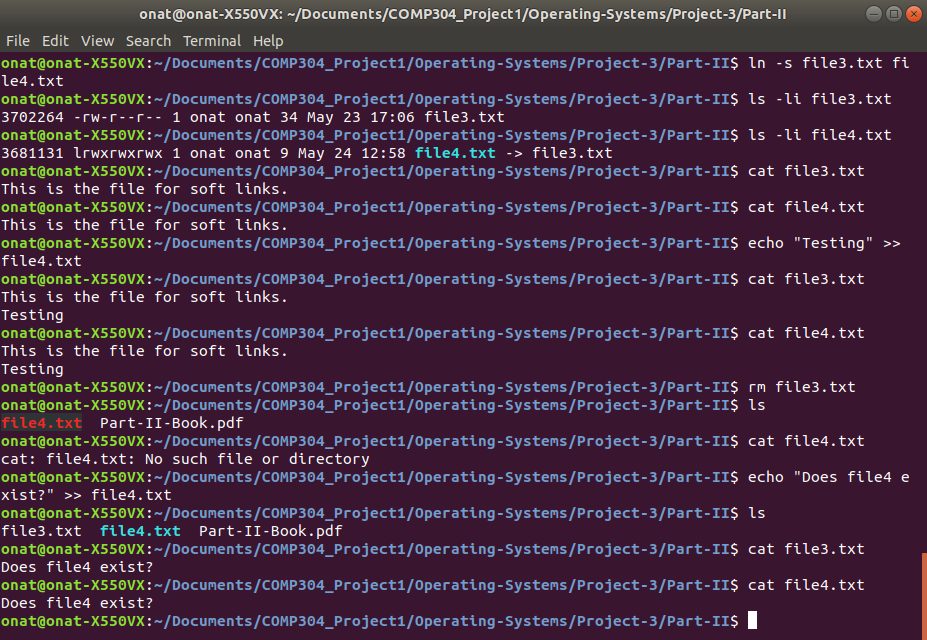 onat@onat-X550VX: ~/Documents/COMP304_Project1/Operating-Systems/Project-3/Part-II
File Edit View Search Terminal Help
onat@onat-X550VX:~/Documents/COMP304_Project1/Operating-Systems/Project-3/Part-II$ ln -s file3.txt fi
le4.txt
onat@onat-X550VX:~/Documents/COMP304_Project1/Operating-Systems/Project-3/Part-II$ ls -li file3.txt
3702264 -rw-r--r-- 1 onat onat 34 May 23 17:06 file3.txt
onat@onat-X550VX:~/Documents/COMP304_Project1/Operating-Systems/Project-3/Part-II$ ls -li file4.txt
3681131 lrwxrwxrwx 1 onat onat 9 May 24 12:58 file4.txt -> file3.txt
onat@onat-X550VX:~/Documents/COMP304_Project1/Operating-Systems/Project-3/Part-II$ cat file3.txt
This is the file for soft links.
onat@onat-X550VX:~/Documents/COMP304_Project1/Operating-Systems/Project-3/Part-II$ cat file4.txt
This is the file for soft links.
onat@onat-X550VX:~/Documents/COMP304_Project1/Operating-Systems/Project-3/Part-II$ echo "Testing" >>
file4.txt
onat@onat-X550VX:~/Documents/COMP304_Project1/Operating-Systems/Project-3/Part-II$ cat file3.txt
This is the file for soft links.
Testing
onat@onat-X550VX:~/Documents/COMP304_Project1/Operating-Systems/Project-3/Part-II$ cat file4.txt
This is the file for soft links.
Testing
onat@onat-X550VX:~/Documents/COMP304_Project1/Operating-Systems/Project-3/Part-II$ rm file3.txt
onat@onat-X550VX:~/Documents/COMP304_Project1/Operating-Systems/Project-3/Part-II$ ls
file4.txt  Part-II-Book.pdf
onat@onat-X550VX:~/Documents/COMP304_Project1/Operating-Systems/Project-3/Part-II$ cat file4.txt
cat: file4.txt: No such file or directory
onat@onat-X550VX:~/Documents/COMP304_Project1/Operating-Systems/Project-3/Part-II$ echo "Does file4 e
xist?" >> file4.txt
onat@onat-X550VX:~/Documents/COMP304_Project1/Operating-Systems/Project-3/Part-II$ ls
file3.txt  file4.txt  Part-II-Book.pdf
onat@onat-X550VX:~/Documents/COMP304_Project1/Operating-Systems/Project-3/Part-II$ cat file3.txt
Does file4 exist?
onat@onat-X550VX:~/Documents/COMP304_Project1/Operating-Systems/Project-3/Part-II$ cat file4.txt
Does file4 exist?
onat@onat-X550VX:~/Documents/COMP304_Project1/Operating-Systems/Project-3/Part-II$